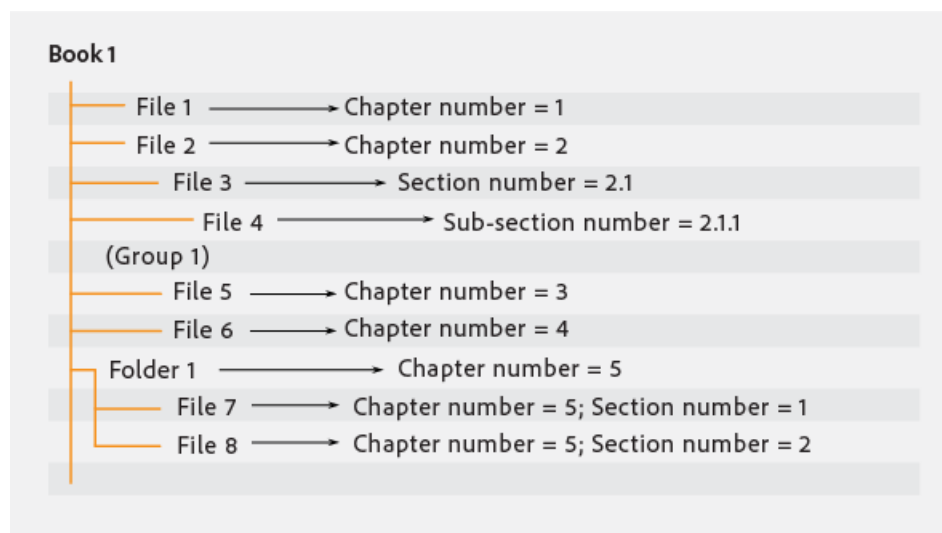 Book 1
File 1 Chapter number = 1
File 2 Chapter number = 2
File 3 Section number = 2.1
File 4 Sub-section number = 2.1.1
(Group 1)
File 5 Chapter number = 3
File 6 Chapter number = 4
Folder 1 Chapter number = 5
File 7 Chapter number = 5; Section number = 1
File 8 Chapter number = 5; Section number = 2